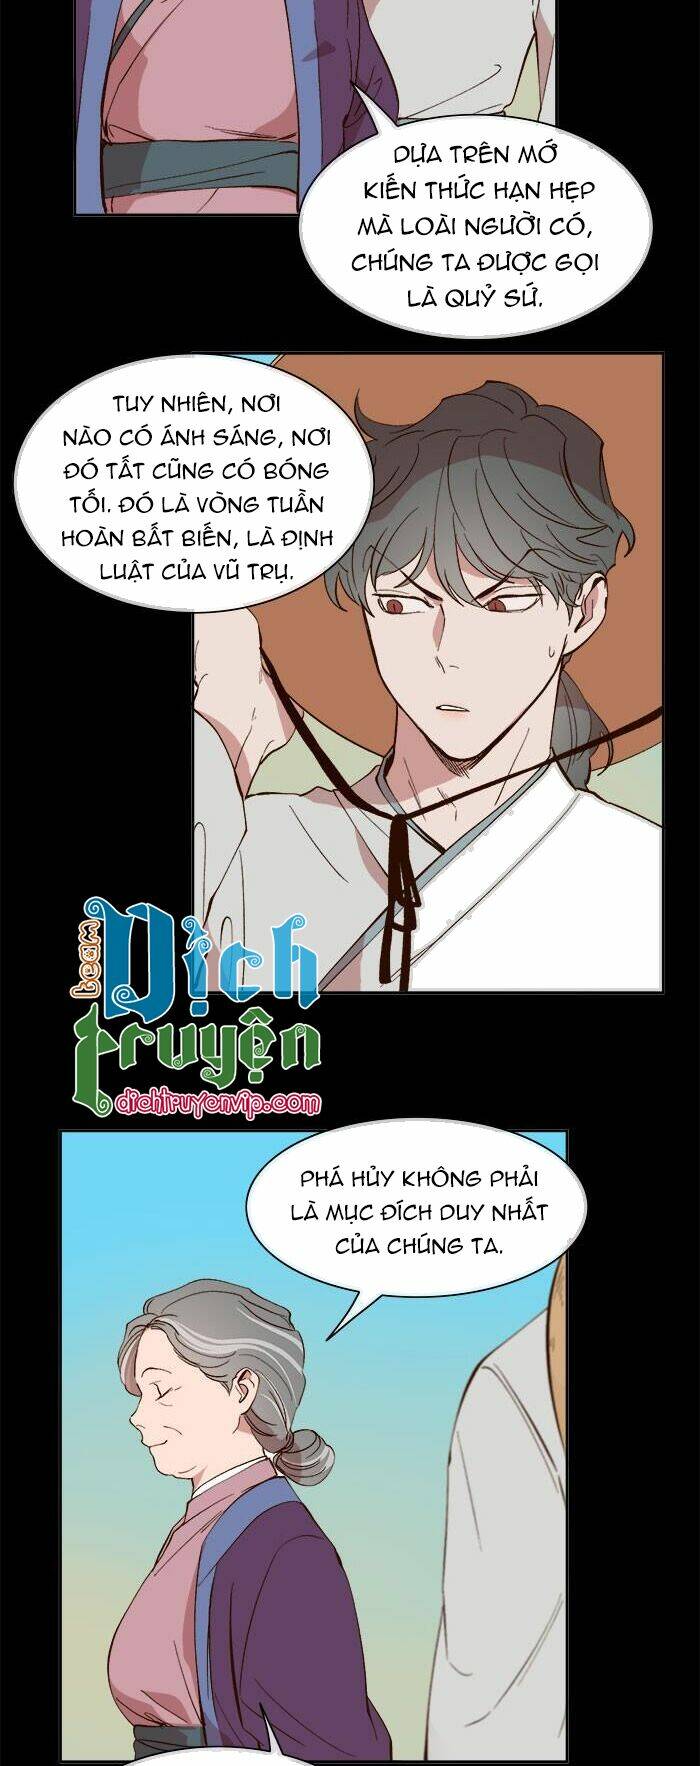 DỰA TRÊN MỚ
KIẾN THỨC HẠN HẸP
MÀ LOÀI NGƯỜI CÓ,
CHÚNG TA ĐƯỢC GỌI
LÀ QUỶ SỨ.
TUY NHIÊN, NƠI
NÀO CÓ ÁNH SÁNG, NƠI
ĐÓ TẤT CŨNG CÓ BÓNG
TỐI. ĐÓ LÀ VÒNG TUẦN
HOÀN BẤT BIẾN, LÀ ĐỊNH
LUẬT CỦA VŨ TRỤ.
Web
Dịch
truyện
dichtruyenvip.com
PHÁ HỦY KHÔNG PHẢI
LÀ MỤC ĐÍCH DUY NHẤT
CỦA CHÚNG TA.